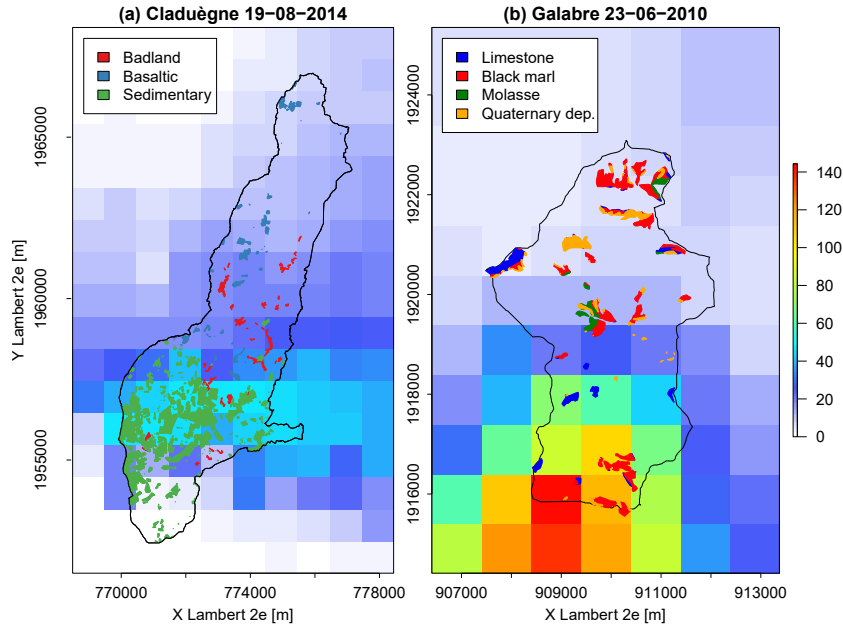 (a) Claduègne 19−08−2014
(b) Galabre 23−06−2010
Badland
Basaltic
Sedimentary
Limestone
Black marl
Molasse
Quaternary dep.
Y Lambert 2e [m]
1965000
1960000
1955000
770000
774000
778000
X Lambert 2e [m]
1924000
1922000
1920000
1918000
1916000
907000
909000
911000
913000
X Lambert 2e [m]
140
120
100
80
60
40
20
0